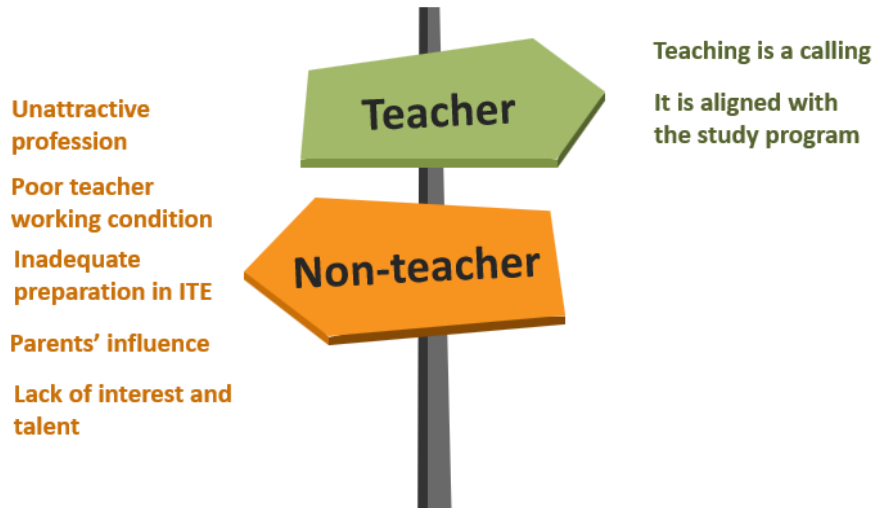 Teaching is a calling
It is aligned with
the study program
Teacher
Unattractive
profession
Poor teacher
working condition
Inadequate
preparation in ITE
Parents’ influence
Lack of interest and
talent
Non-teacher